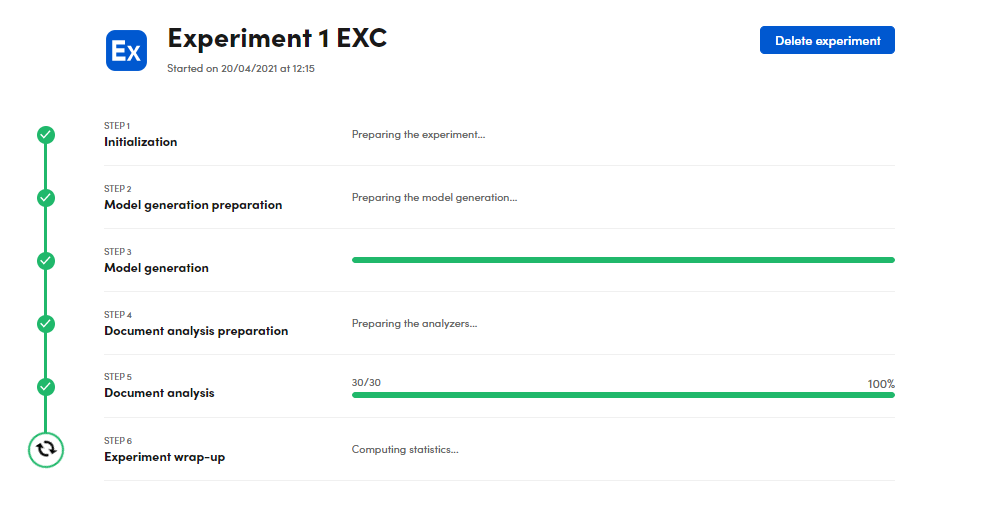 Ex
Experiment 1 EXC
Delete experiment
Started on 20/04/2021 at 12:15
STEP 1
Initialization
Preparing the experiment...
STEP 2
Model generation preparation
Preparing the model generation...
STEP 3
Model generation
STEP 4
Document analysis preparation
Preparing the analyzers...
STEP 5
Document analysis
30/30
100%
STEP 6
Experiment wrap-up
Computing statistics...